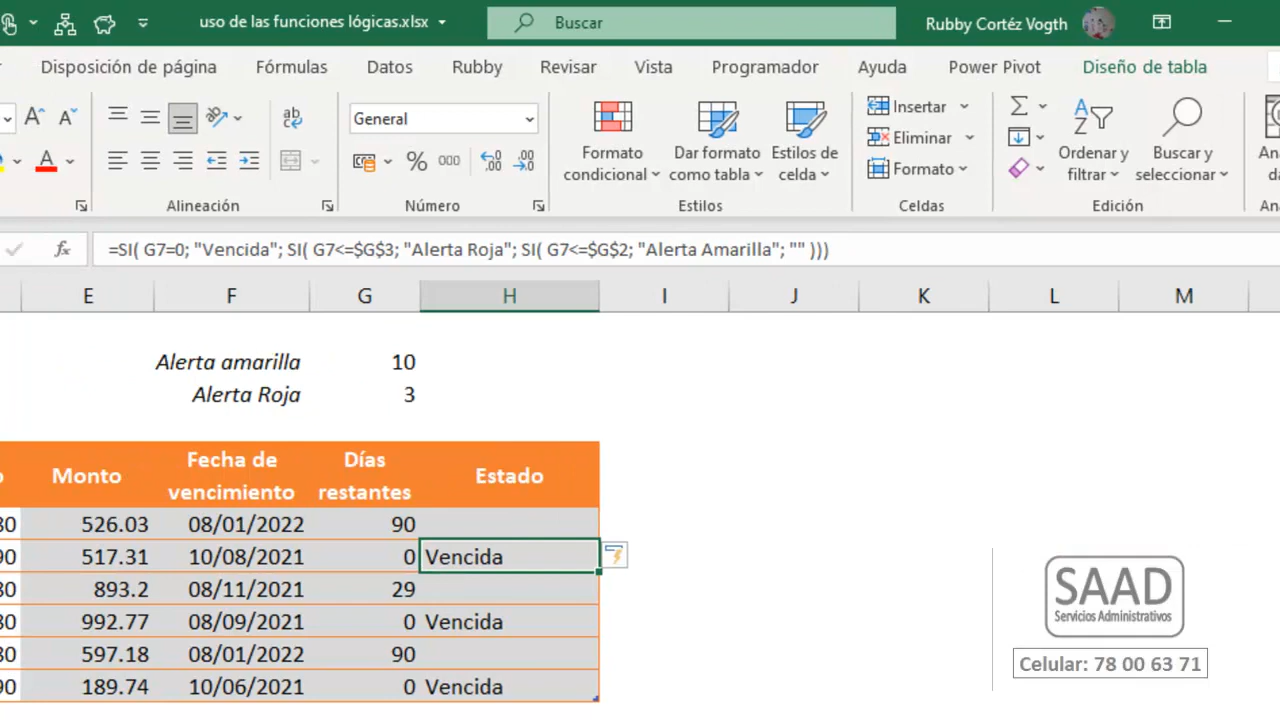 uso de las funciones lógicas.xlsx
Buscar
Rubby Cortéz Vogth
Disposición de página Fórmulas Datos Rubby Revisar Vista Programador Ayuda Power Pivot Diseño de tabla
General
Insertar
Eliminar
Formato
Formato condicional
Dar formato como tabla
Estilos de celda
Ordenar y filtrar
Buscar y seleccionar
Alineación Número Estilos Celdas Edición
fx =SI( G7=0; "Vencida"; SI( G7<=$G$3; "Alerta Roja"; SI( G7<=$G$2; "Alerta Amarilla"; "" )))
E F G H I J K L M
Alerta amarilla 10
Alerta Roja 3
Monto Fecha de vencimiento Días restantes Estado
526.03 08/01/2022 90
517.31 10/08/2021 0 Vencida
893.2 08/11/2021 29
992.77 08/09/2021 0 Vencida
597.18 08/01/2022 90
189.74 10/06/2021 0 Vencida
SAAD
Servicios Administrativos
Celular: 78 00 63 71